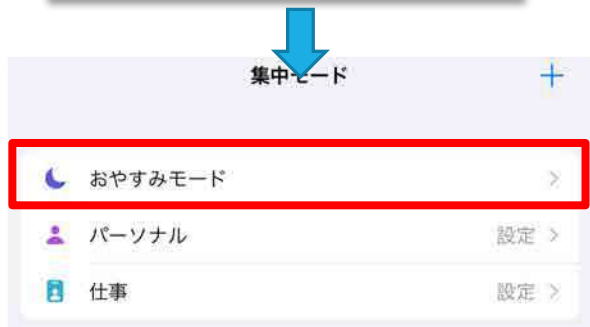 集中モード
おやすみモード
パーソナル 設定
仕事 設定